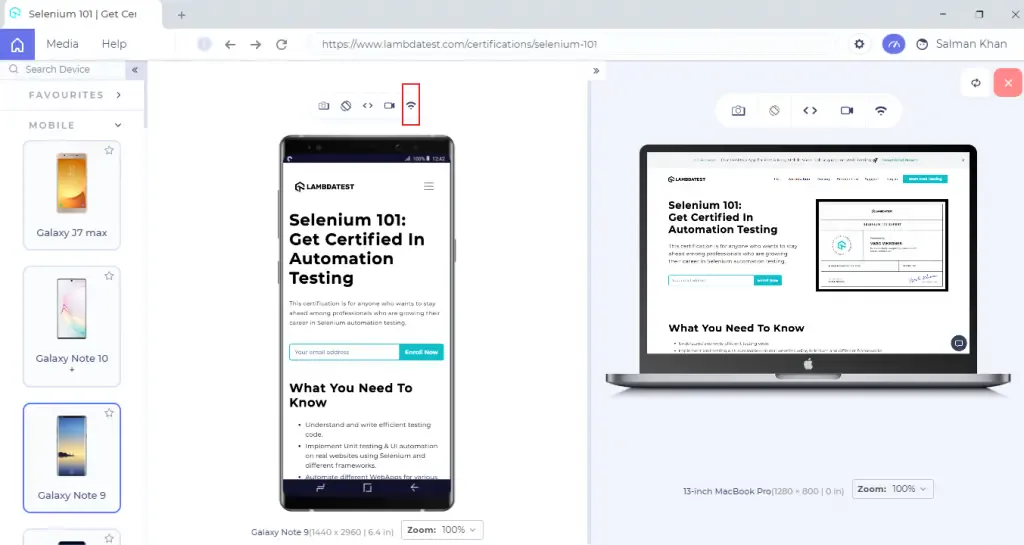 Selenium 101 | Get Cer
Media
Help
https://www.lambdatest.com/certifications/selenium-101
Salman Khan
Search Device
FAVOURITES
MOBILE
Galaxy J7 max
Galaxy Note 10
+
Galaxy Note 9
100% 12:42
LAMBDATEST
Selenium 101:
Get Certified In
Automation
Testing
This certification is for anyone who wants to stay
ahead among professionals who are growing their
career in Selenium automation testing.
Your email address
Enroll Now
What You Need To
Know
Understand and write efficient testing
code.
Implement Unit testing & UI automation
on real websites using Selenium and
different frameworks.
Automate different WebApps for various
Galaxy Note 9(1440 x 2960 | 6.4 in)
Zoom: 100%
LAMBDATEST
Support
Log in
Selenium 101:
Get Certified In
Automation Testing
This certification is for anyone who wants to stay
ahead among professionals who are growing
their career in Selenium automation testing.
Your email address
Enroll Now
LAMBDATEST
What You Need To Know
13-inch MacBook Pro(1280 × 800 | 0 in)
Zoom: 100%